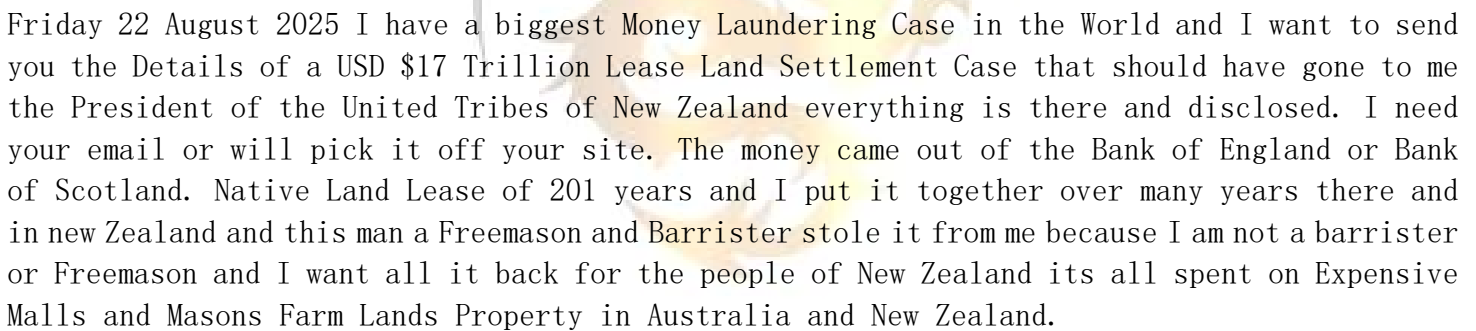 Friday 22 August 2025 I have a biggest Money Laundering Case in the World and I want to send
you the Details of a USD $17 Trillion Lease Land Settlement Case that should have gone to me
the President of the United Tribes of New Zealand everything is there and disclosed. I need
your email or will pick it off your site. The money came out of the Bank of England or Bank
of Scotland. Native Land Lease of 201 years and I put it together over many years there and
in new Zealand and this man a Freemason and Barrister stole it from me because I am not a barrister
or Freemason and I want all it back for the people of New Zealand its all spent on Expensive
Malls and Masons Farm Lands Property in Australia and New Zealand.